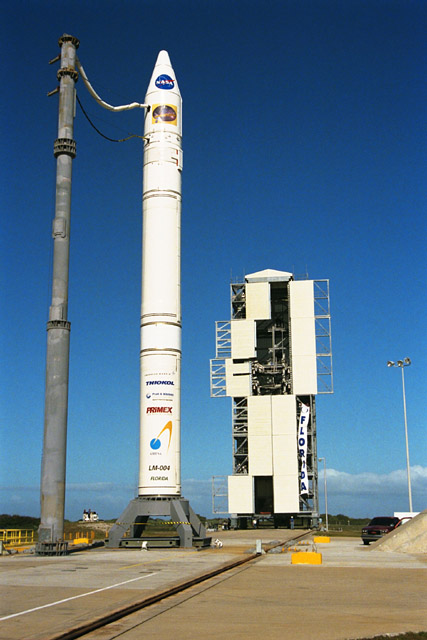 NASA
THIOKOL
PRIMEX
LM-004
FLORIDA
FLORIDA